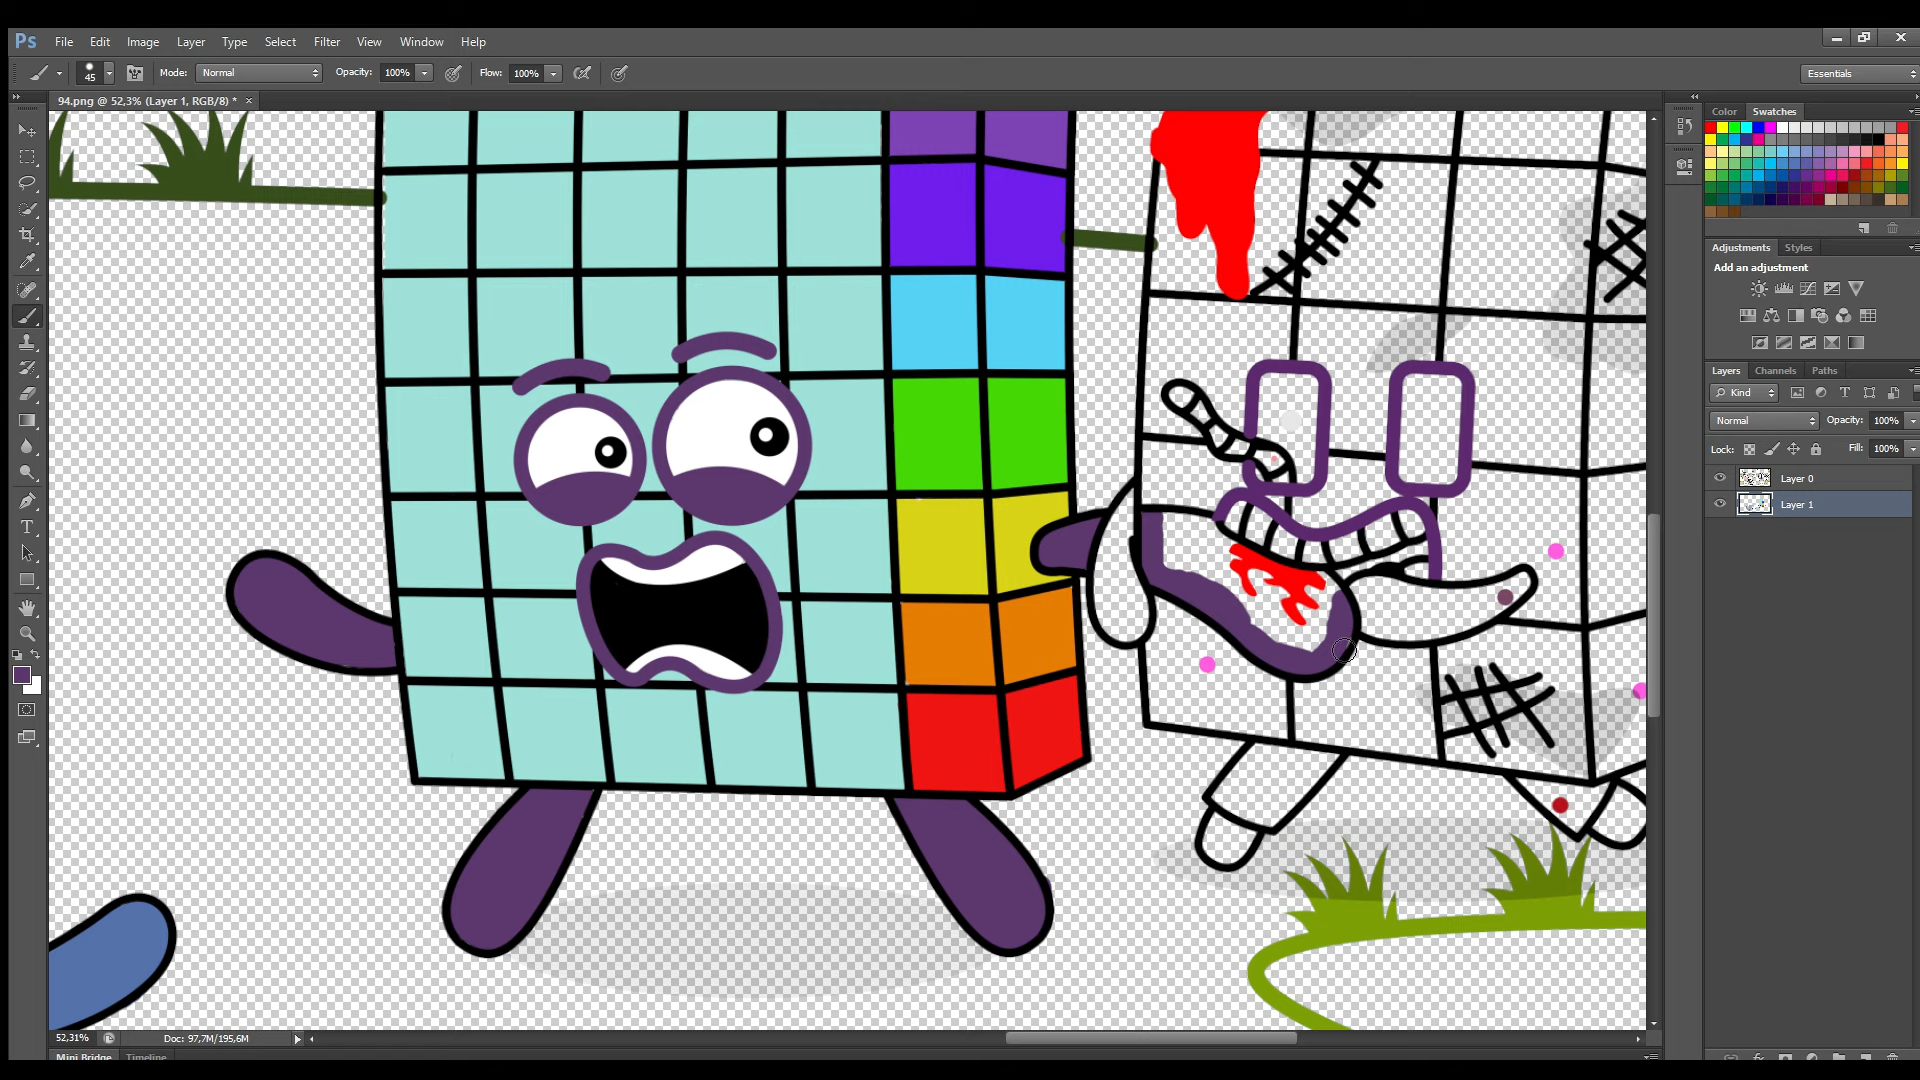 Ps File Edit Image Layer Type Select Filter View Window Help
45 Mode: Normal Opacity: 100% Flow: 100% Essentials
94.png @ 52,3% (Layer 1, RGB/8) * ×
Color Swatches
Adjustments Styles
Add an adjustment
Layers Channels Paths
Kind
Normal Opacity: 100%
Lock: Fill: 100%
Layer 0
Layer 1
52,31% Doc: 97,7M/195,6M
Mini Bridge Timeline